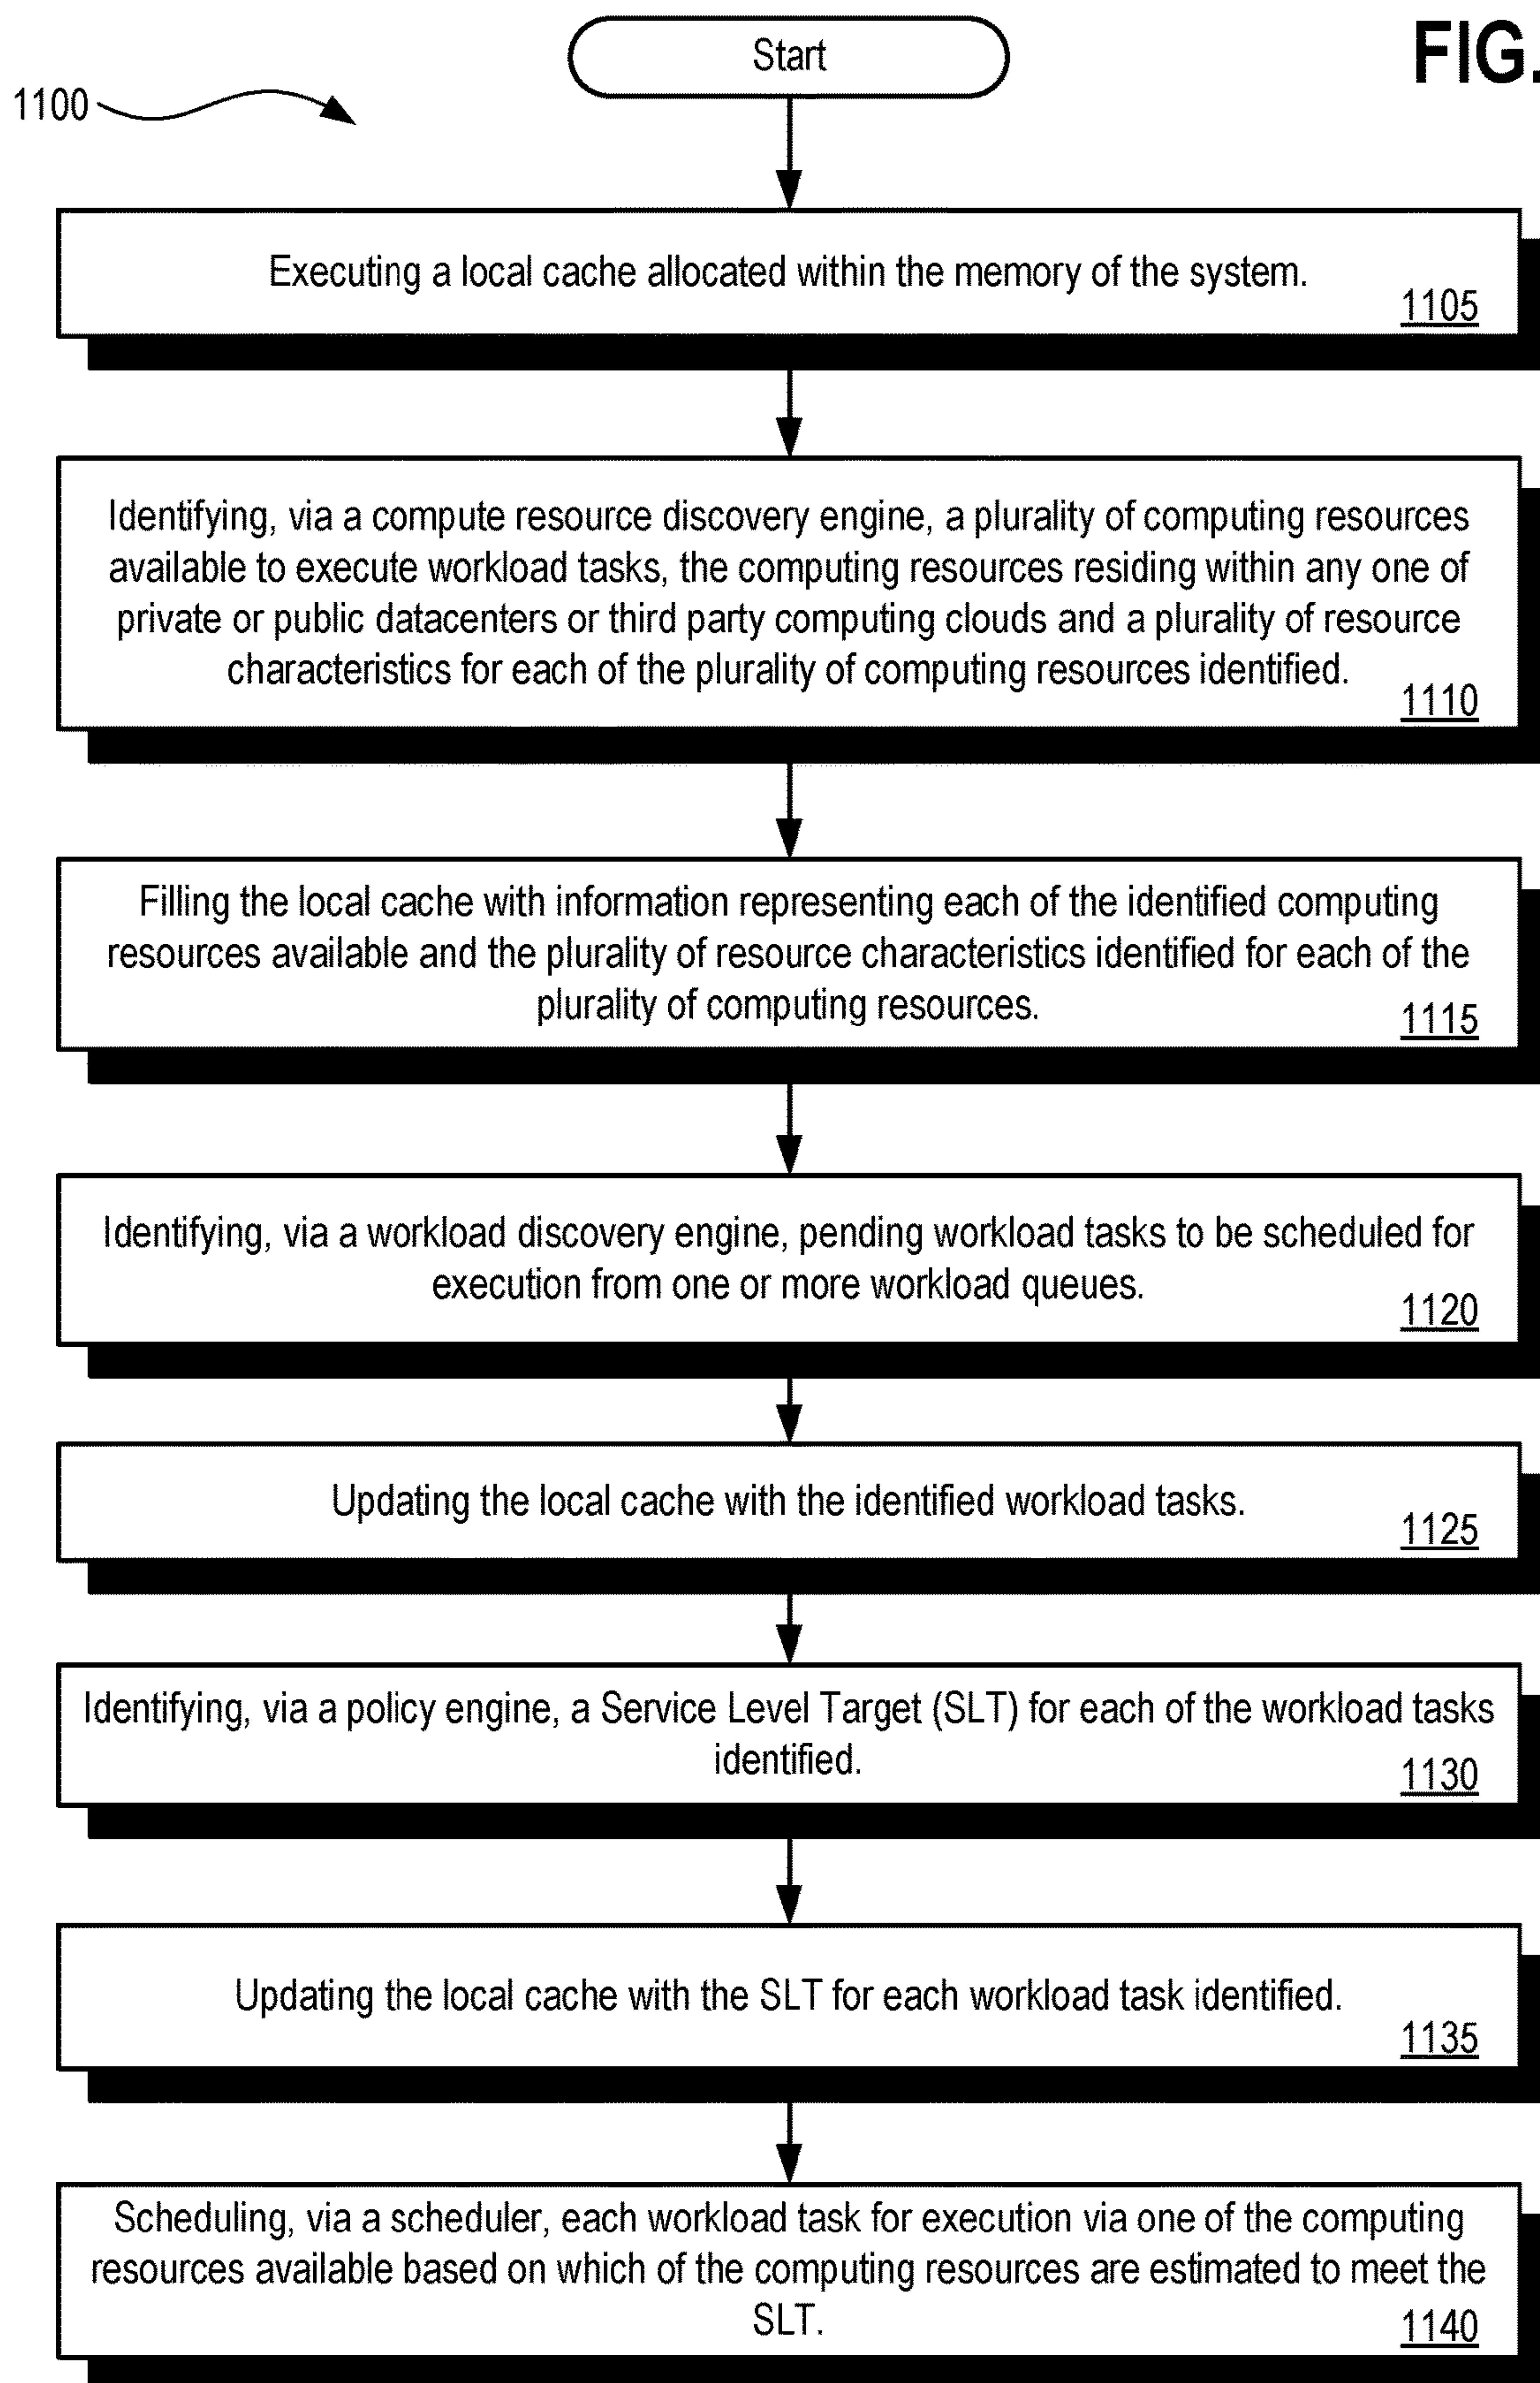 Start
FIG.
1100
Executing a local cache allocated within the memory of the system.
1105
Identifying, via a compute resource discovery engine, a plurality of computing resources
available to execute workload tasks, the computing resources residing within any one of
private or public datacenters or third party computing clouds and a plurality of resource
characteristics for each of the plurality of computing resources identified.
1110
Filling the local cache with information representing each of the identified computing
resources available and the plurality of resource characteristics identified for each of the
plurality of computing resources.
1115
Identifying, via a workload discovery engine, pending workload tasks to be scheduled for
execution from one or more workload queues.
1120
Updating the local cache with the identified workload tasks.
1125
Identifying, via a policy engine, a Service Level Target (SLT) for each of the workload tasks
identified.
1130
Updating the local cache with the SLT for each workload task identified.
1135
Scheduling, via a scheduler, each workload task for execution via one of the computing
resources available based on which of the computing resources are estimated to meet the
SLT.
1140